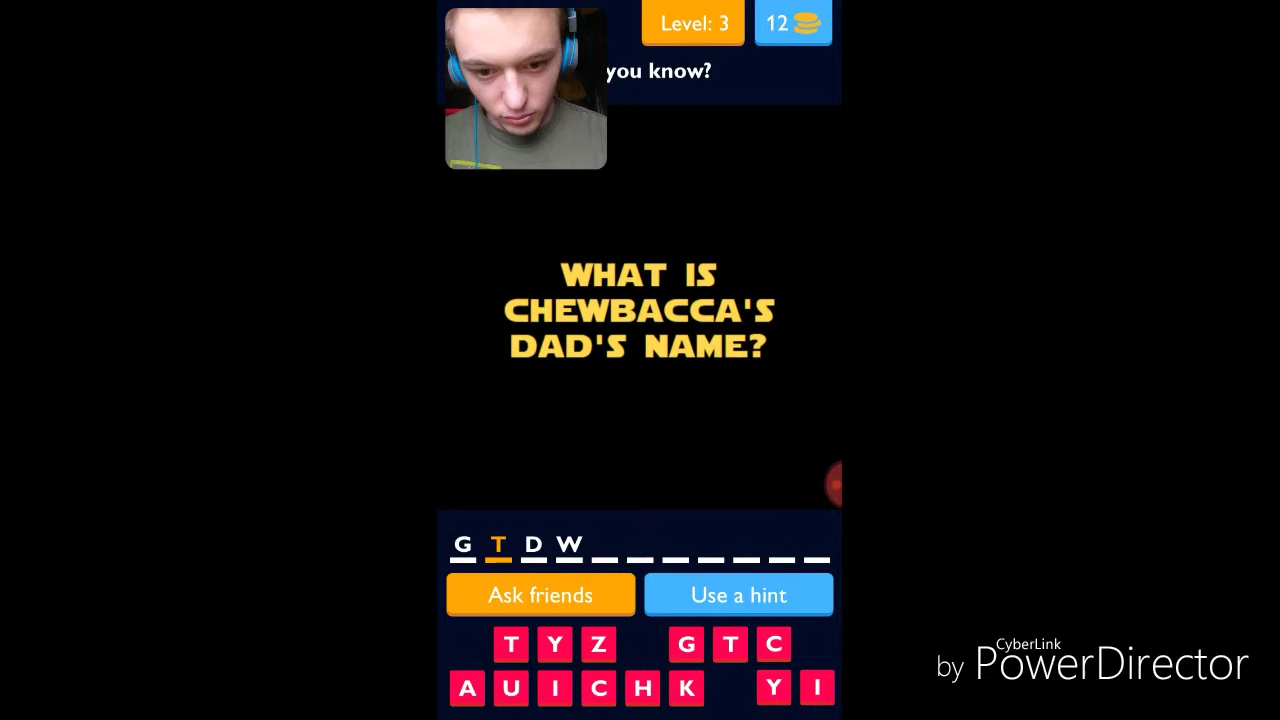 Level: 3
12
you know?
WHAT IS
CHEWBACCA'S
DAD'S NAME?
G T D W
Ask friends
Use a hint
T Y Z G T C
A U I C H K Y I
CyberLink
by PowerDirector